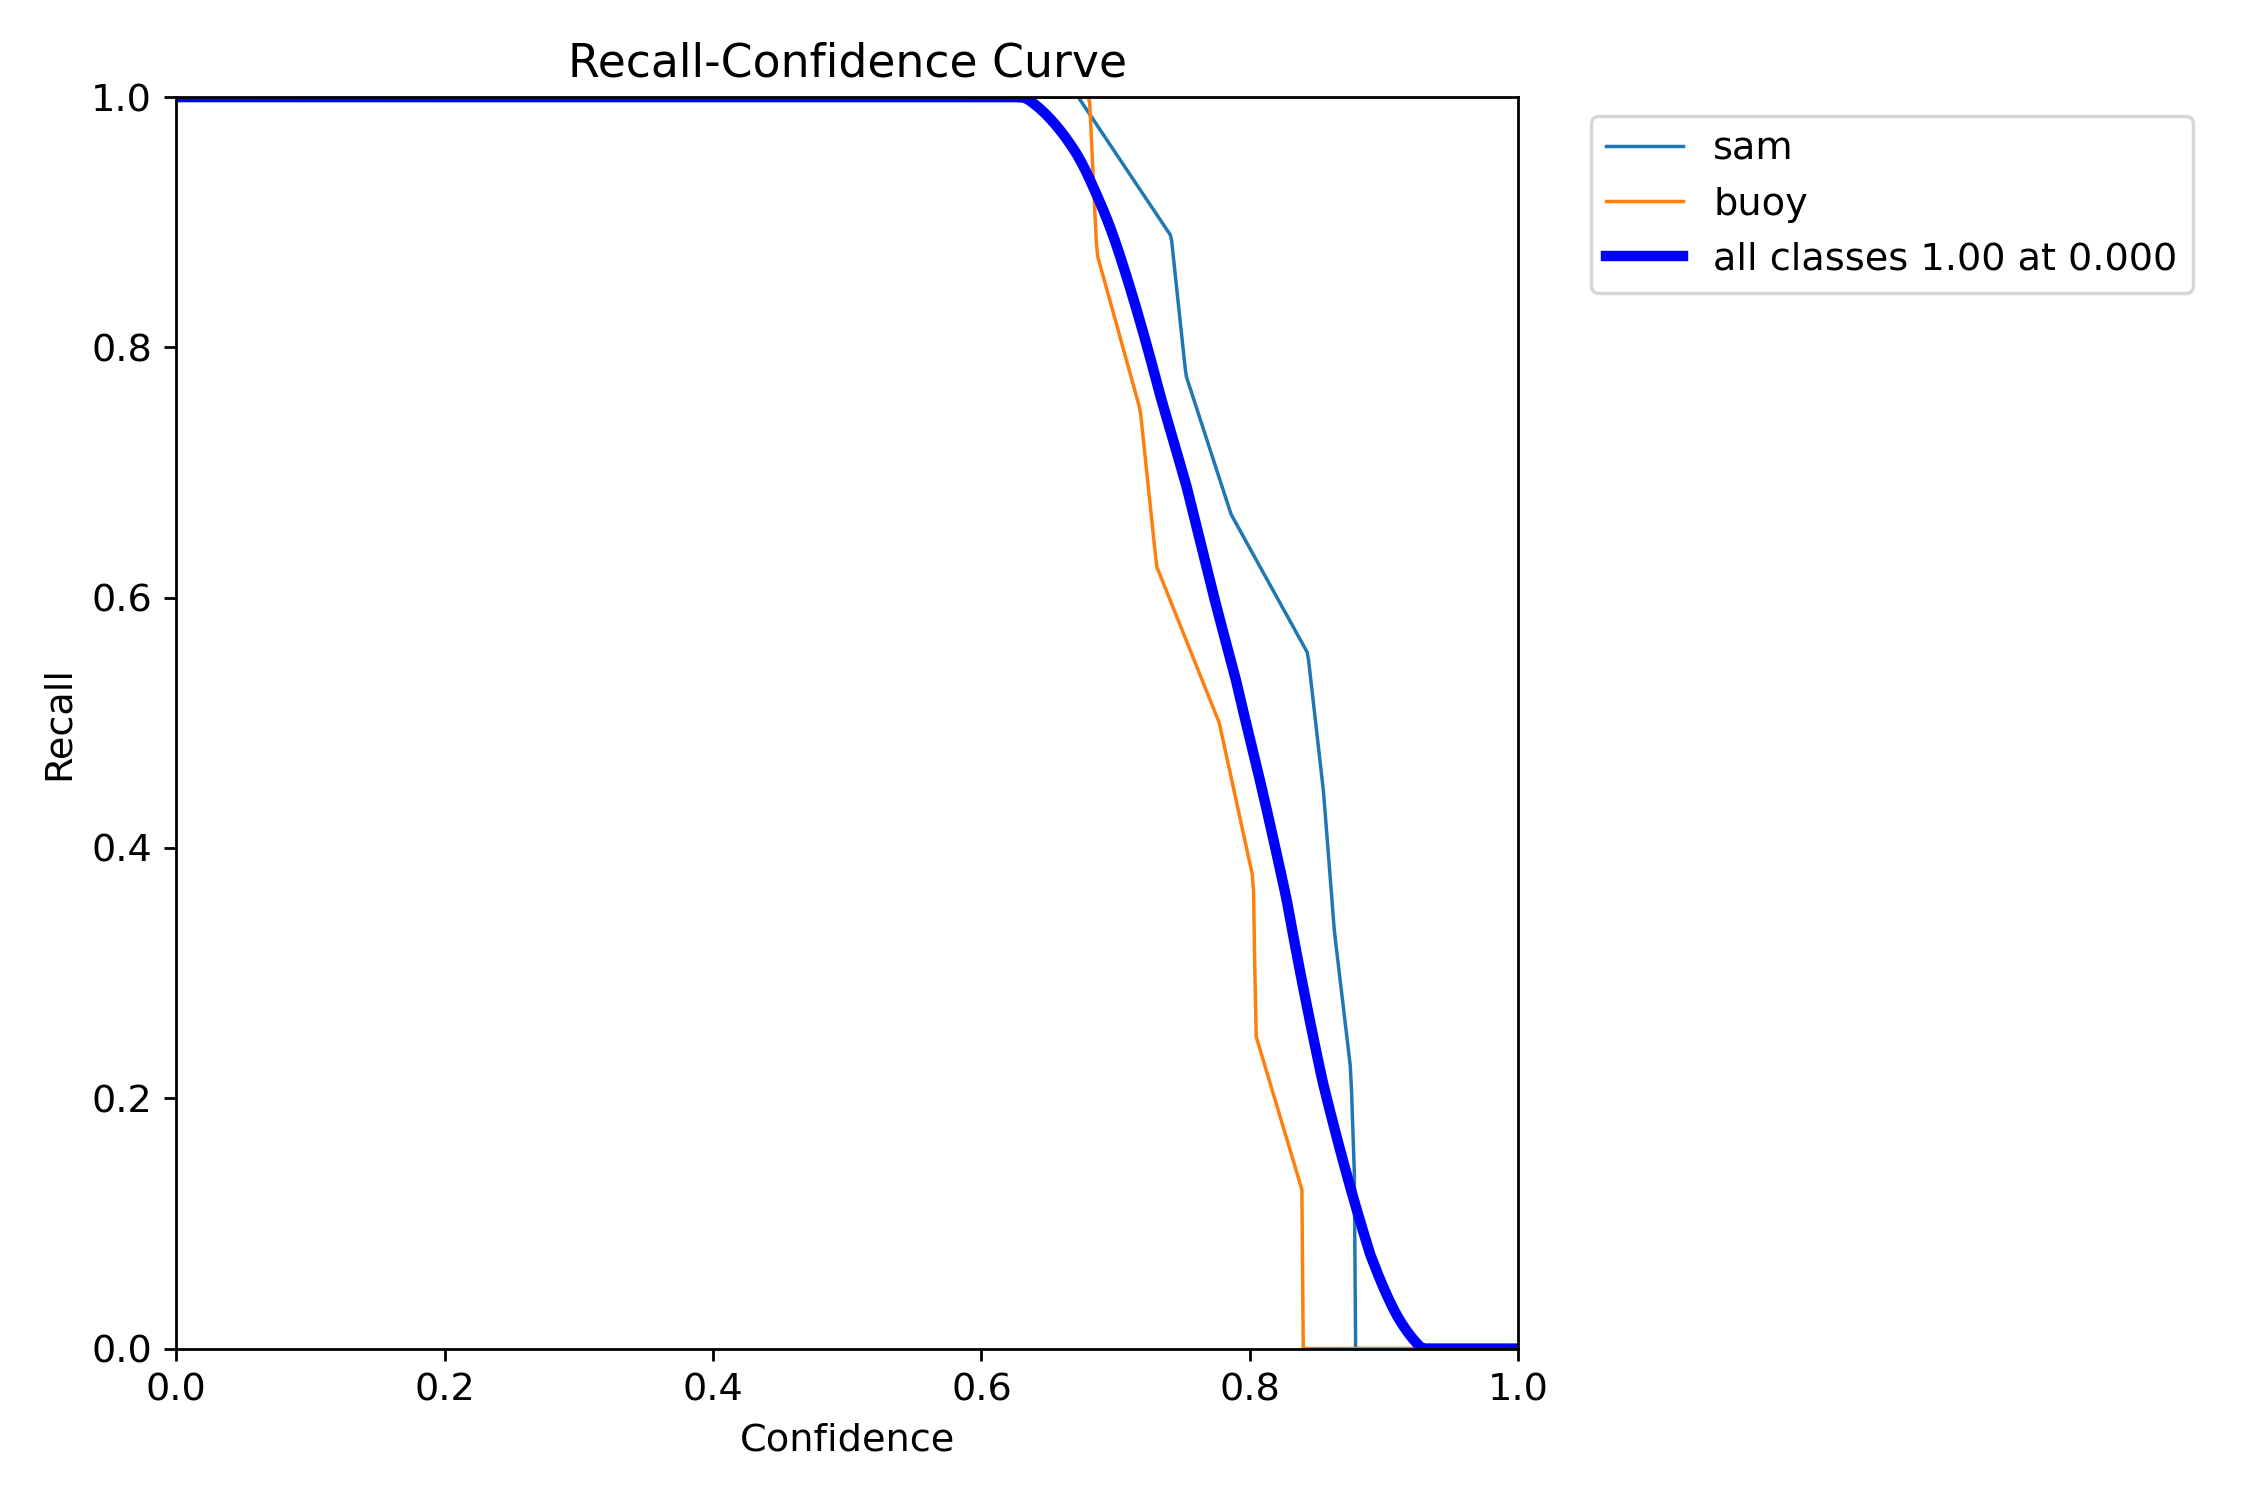 Recall-Confidence Curve
1.0
0.8
0.6
0.4
0.2
0.0
Recall
0.0 0.2 0.4 0.6 0.8 1.0
Confidence
sam
buoy
all classes 1.00 at 0.000